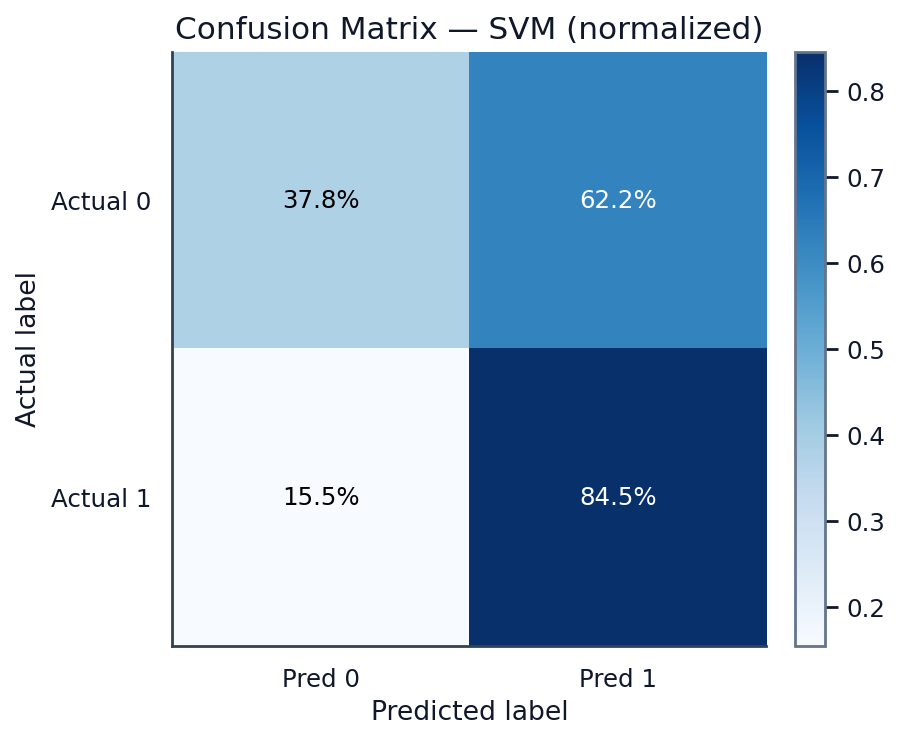 Confusion Matrix — SVM (normalized)
Actual label
Actual 0
37.8%
62.2%
Actual 1
15.5%
84.5%
Pred 0
Pred 1
Predicted label
0.8
0.7
0.6
0.5
0.4
0.3
0.2